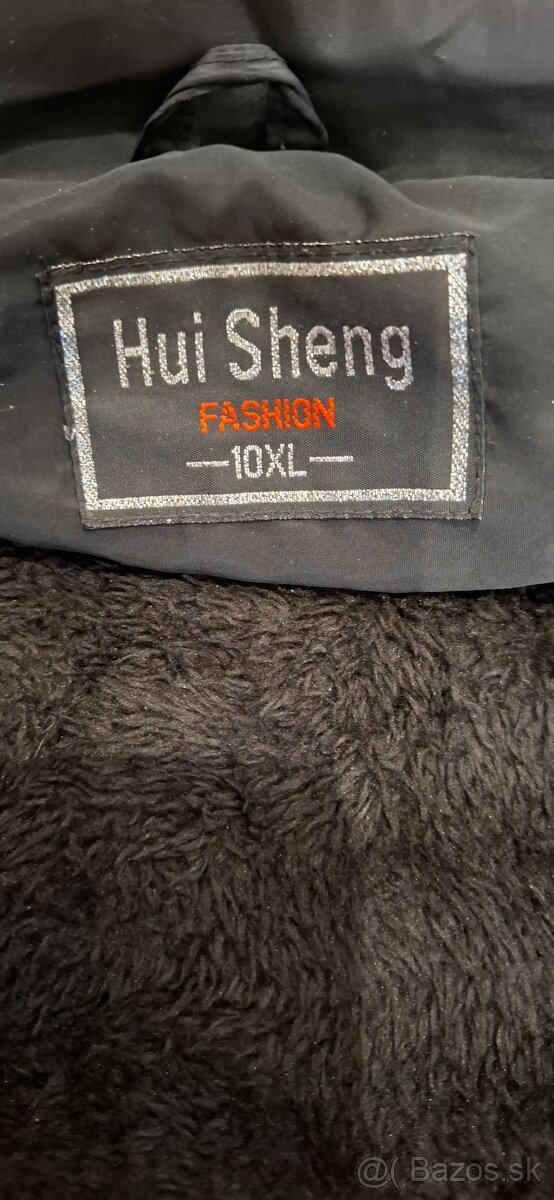 Hui Sheng
FASHION
—10XL—
@( Bazos.sk